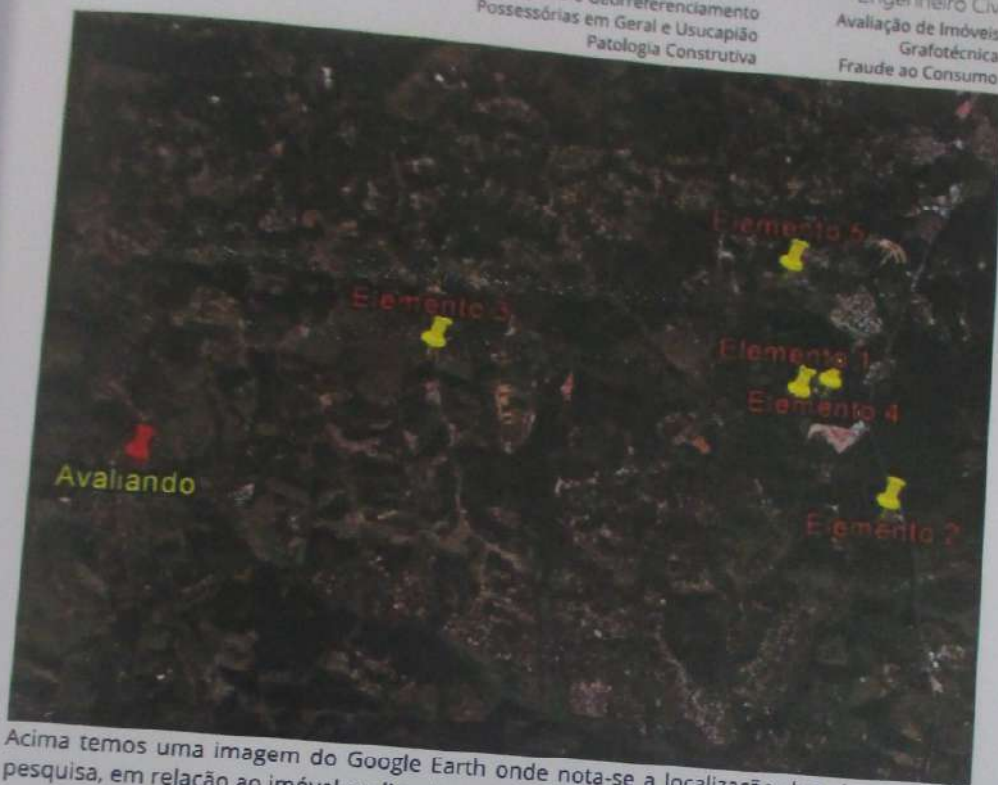 Georreferenciamento
Possessórias em Geral e Usucapião
Patologia Construtiva
Engenheiro
Avaliação de Imóveis
Grafotécnica
Fraude ao Consumo
Elemento 5
Elemento 3
Elemento 1
Elemento 4
Avaliando
Elemento 2
Acima temos uma imagem do Google Earth onde nota-se a localização
pesquisa, em relação ao imóvel